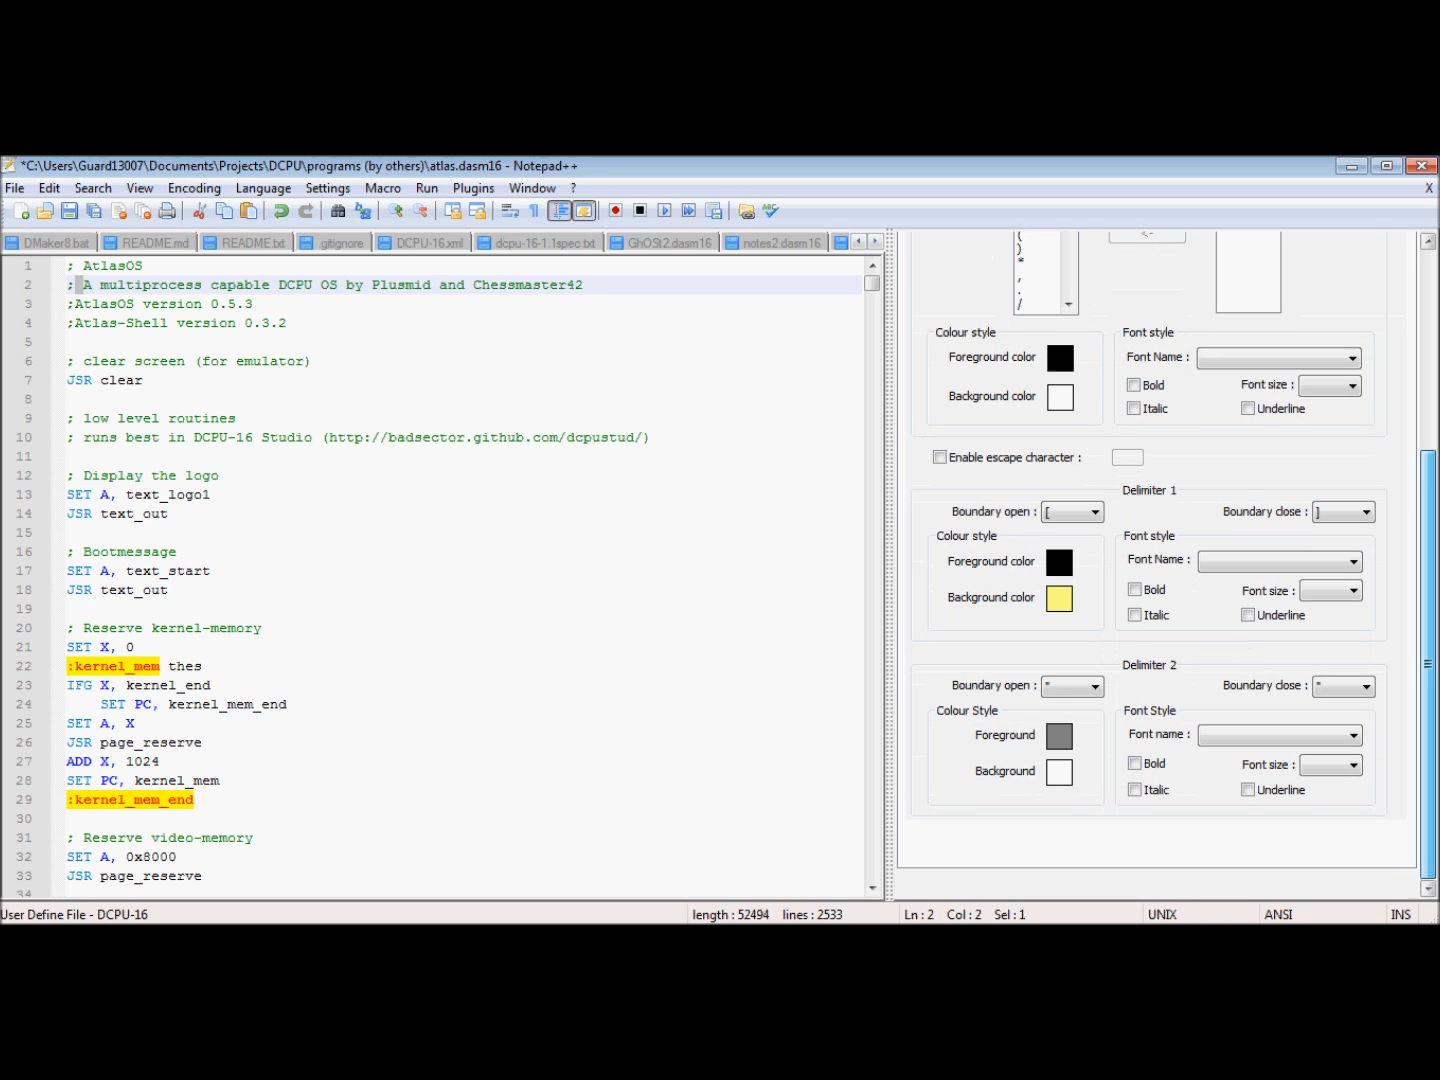 *C:\Users\Guard13007\Documents\Projects\DCPU\programs (by others)\atlas.dasm16 - Notepad++
File Edit Search View Encoding Language Settings Macro Run Plugins Window ? X
DMaker8.bat README.md README.txt .gitignore DCPU-16.xml dcpu-16-1.1spec.txt GhOSt2.dasm16 notes2.dasm16
1 ; AtlasOS
2 ; A multiprocess capable DCPU OS by Plusmid and Chessmaster42
3 ;AtlasOS version 0.5.3
4 ;Atlas-Shell version 0.3.2
5
6 ; clear screen (for emulator)
7 JSR clear
8
9 ; low level routines
10 ; runs best in DCPU-16 Studio (http://badsector.github.com/dcpustud/)
11
12 ; Display the logo
13 SET A, text_logo1
14 JSR text_out
15
16 ; Bootmessage
17 SET A, text_start
18 JSR text_out
19
20 ; Reserve kernel-memory
21 SET X, 0
22 :kernel_mem thes
23 IFG X, kernel_end
24 SET PC, kernel_mem_end
25 SET A, X
26 JSR page_reserve
27 ADD X, 1024
28 SET PC, kernel_mem
29 :kernel_mem_end
30
31 ; Reserve video-memory
32 SET A, 0x8000
33 JSR page_reserve
34
( <-
)
*
,
.
/
Colour style Font style
Foreground color Font Name :
Bold Font size :
Background color
Italic Underline
Enable escape character :
Delimiter 1
Boundary open : [ Boundary close : ]
Colour style Font style
Foreground color Font Name :
Bold Font size :
Background color
Italic Underline
Delimiter 2
Boundary open : " Boundary close : "
Colour Style Font Style
Foreground Font name :
Bold Font size :
Background
Italic Underline
User Define File - DCPU-16 length : 52494 lines : 2533 Ln : 2 Col : 2 Sel : 1 UNIX ANSI INS